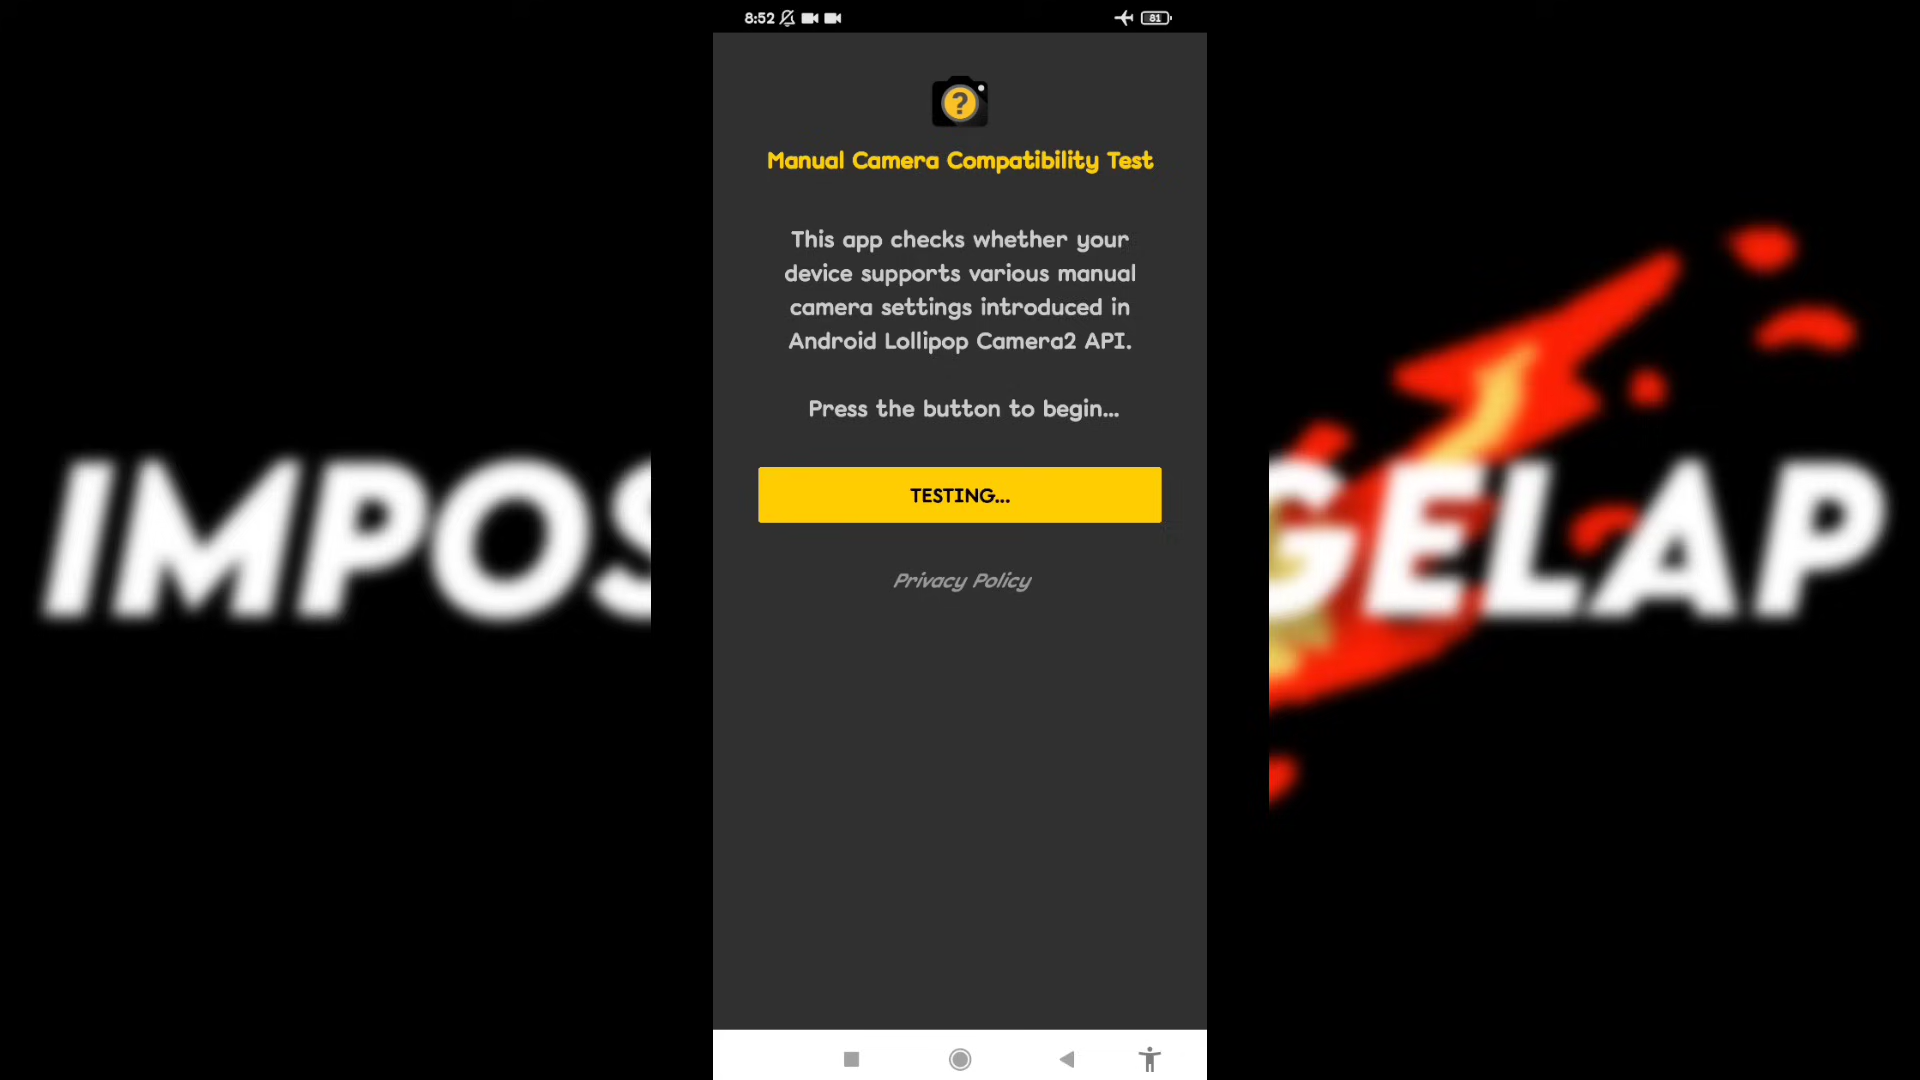 8:52
81
?
Manual Camera Compatibility Test
This app checks whether your
device supports various manual
camera settings introduced in
Android Lollipop Camera2 API.
Press the button to begin...
TESTING...
Privacy Policy
IMPOS
GELAP